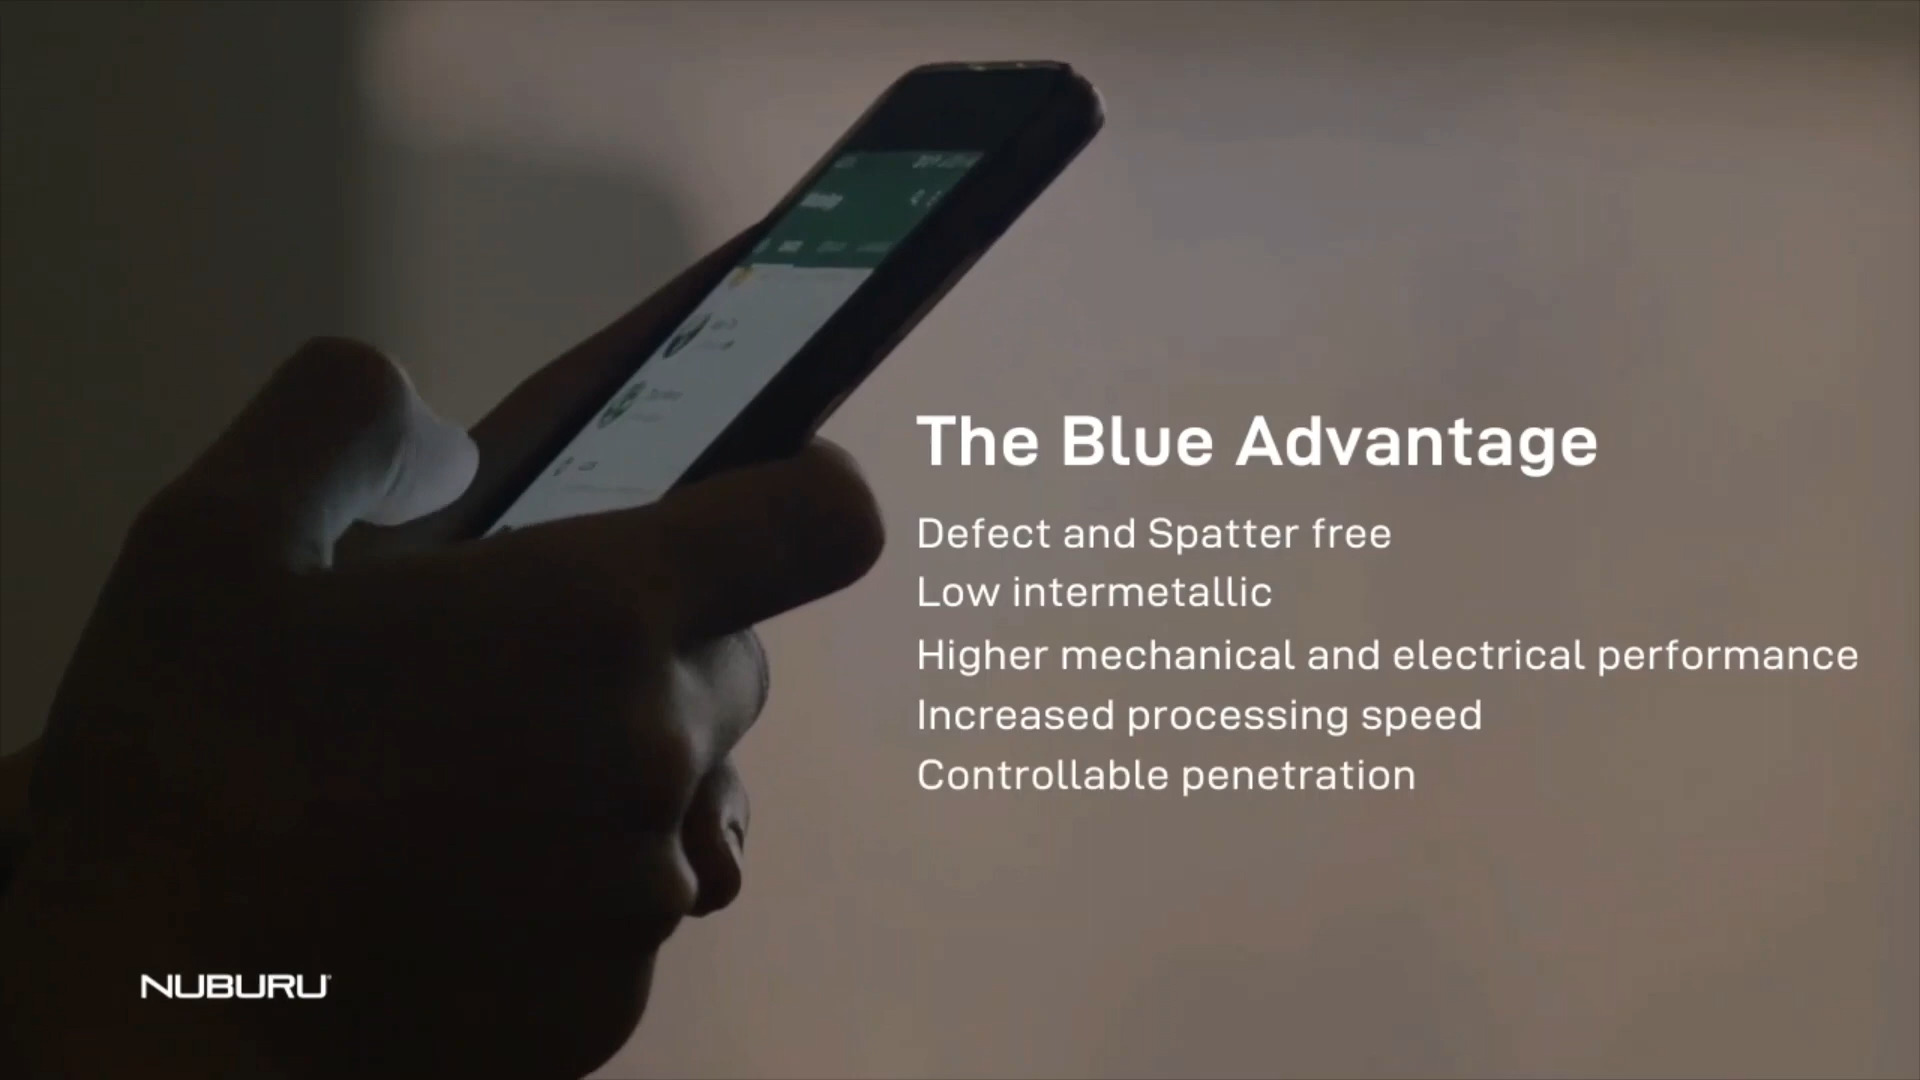 The Blue Advantage
Defect and Spatter free
Low intermetallic
Higher mechanical and electrical performance
Increased processing speed
Controllable penetration
NUBURU